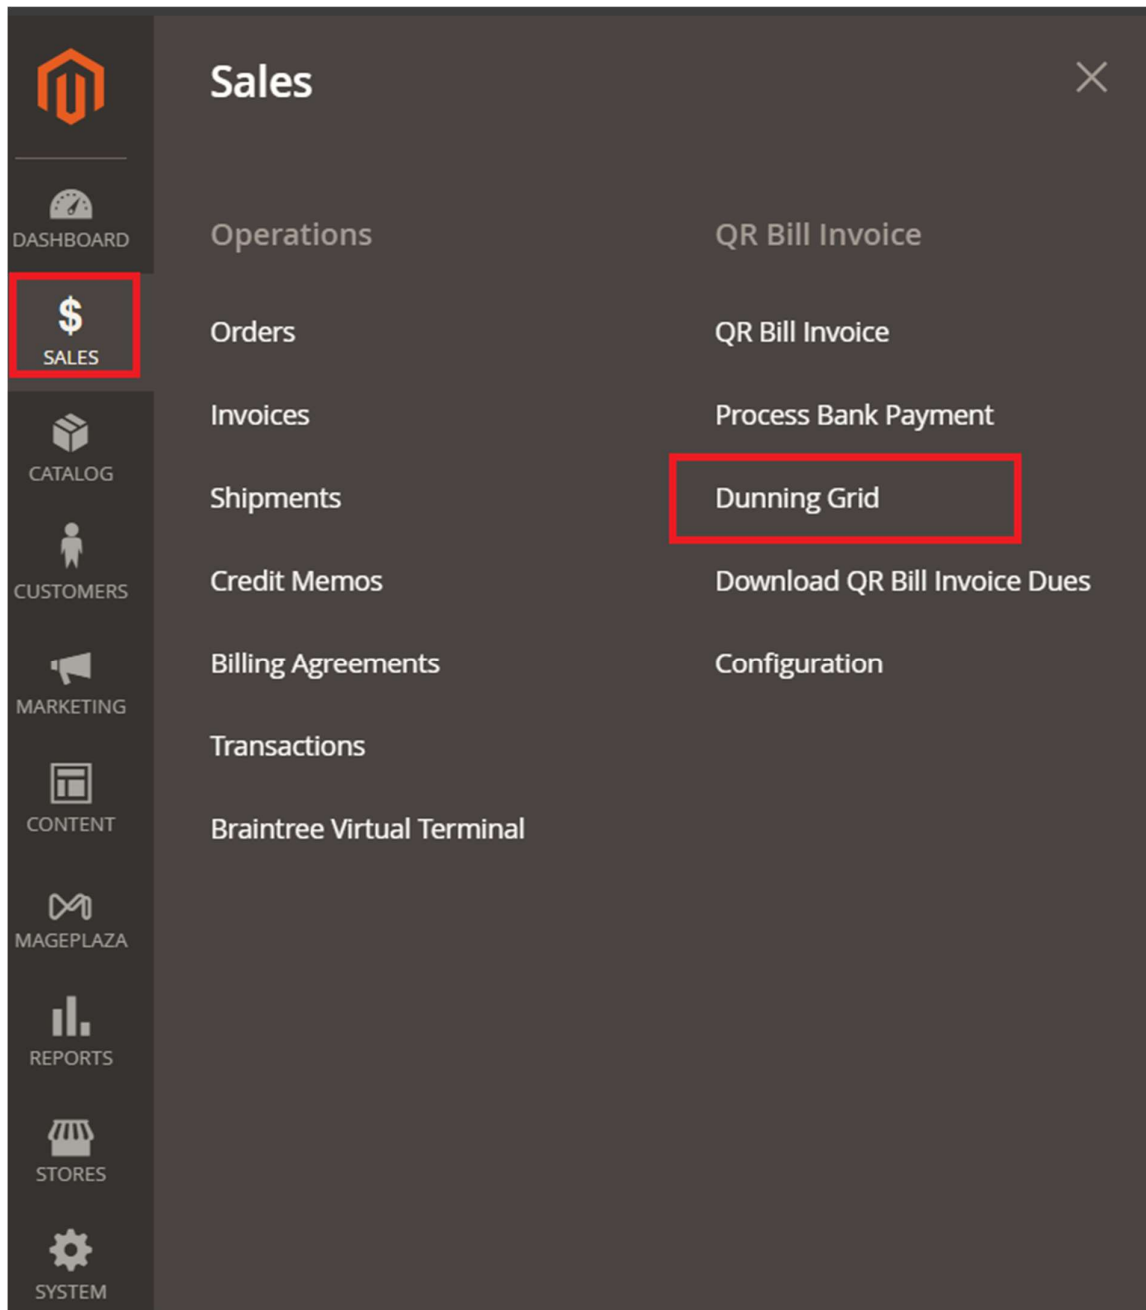 Sales
DASHBOARD
SALES
CATALOG
CUSTOMERS
MARKETING
CONTENT
MAGEPLAZA
REPORTS
STORES
SYSTEM
Operations
Orders
Invoices
Shipments
Credit Memos
Billing Agreements
Transactions
Braintree Virtual Terminal
QR Bill Invoice
QR Bill Invoice
Process Bank Payment
Dunning Grid
Download QR Bill Invoice Dues
Configuration